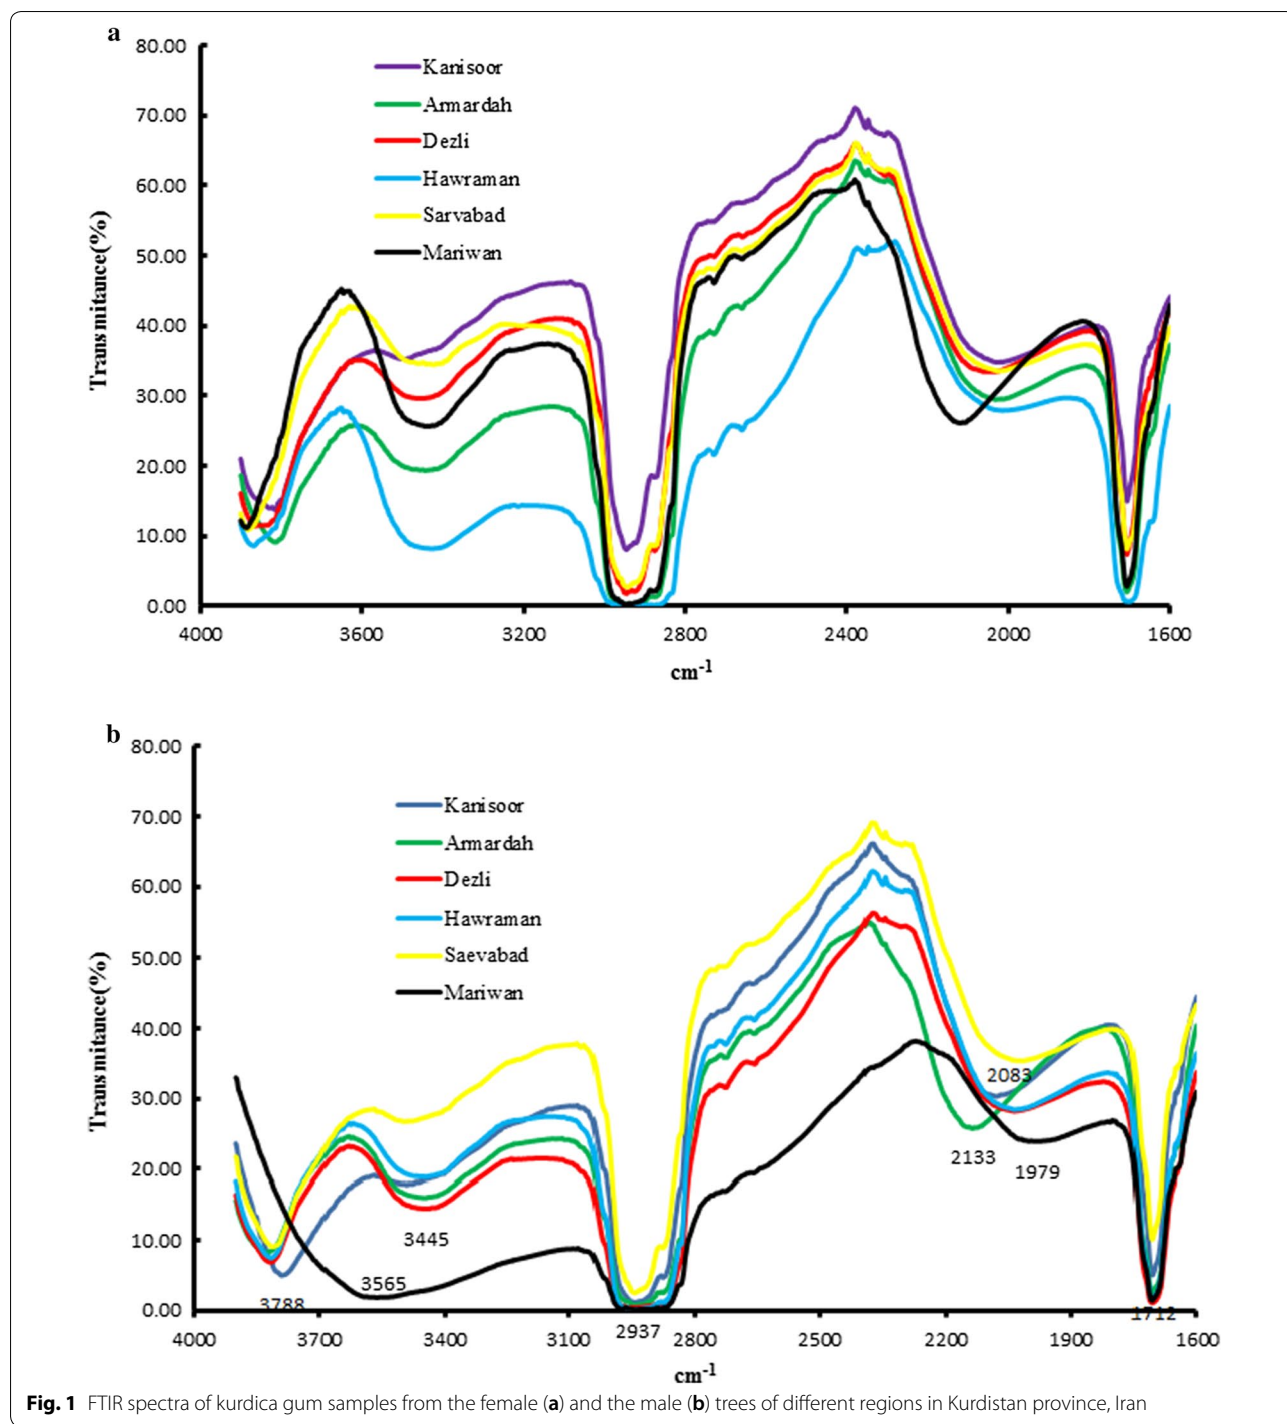 a
80.00
70.00
60.00
50.00
40.00
30.00
20.00
10.00
0.00
Transmitance(%)
Kanisoor
Armardah
Dezli
Hawraman
Sarvabad
Mariwan
4000 3600 3200 2800 2400 2000 1600
cm-1
b
80.00
70.00
60.00
50.00
40.00
30.00
20.00
10.00
0.00
Transmitance(%)
Kanisoor
Armardah
Dezli
Hawraman
Saevabad
Mariwan
2083
2133 1979
3445
3565
3788
1712
2937
4000 3700 3400 3100 2800 2500 2200 1900 1600
cm-1
Fig. 1 FTIR spectra of kurdica gum samples from the female (a) and the male (b) trees of different regions in Kurdistan province, Iran